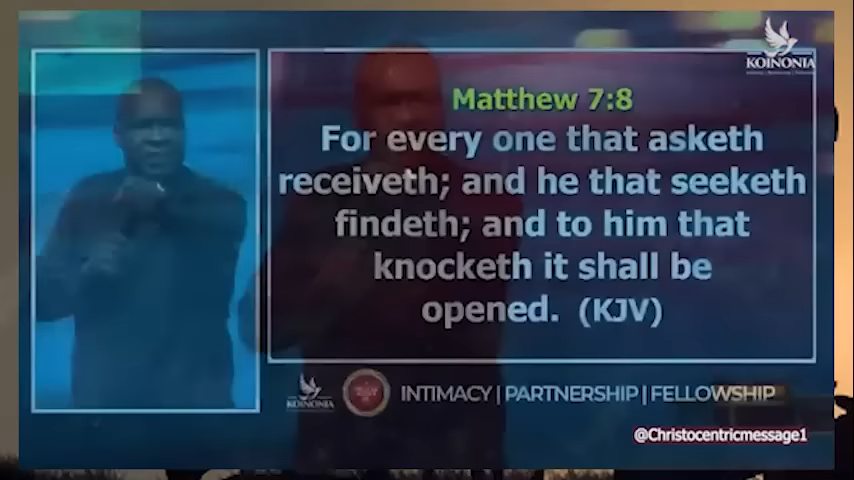 KOINONIA
Matthew 7:8
For every one that asketh
receiveth; and he that seeketh
findeth; and to him that
knocketh it shall be
opened. (KJV)
KOINONIA
INTIMACY | PARTNERSHIP | FELLOWSHIP
@Christocentricmessage1